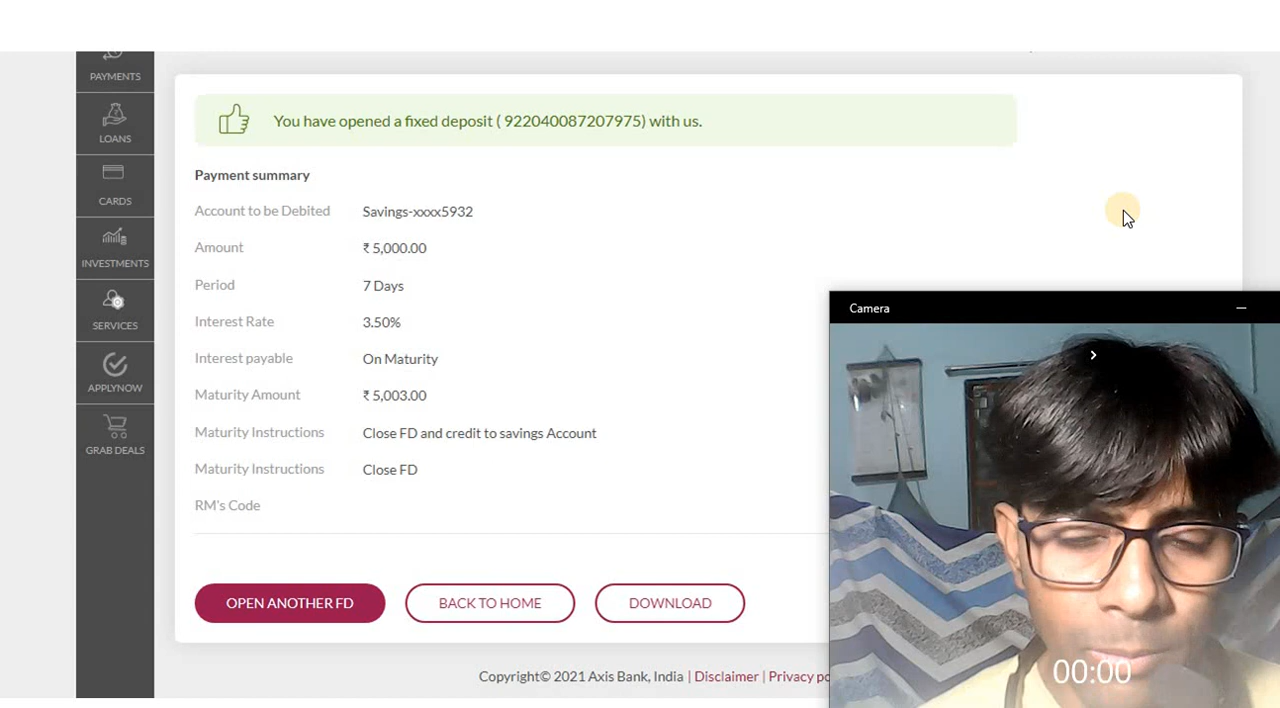 PAYMENTS
LOANS
CARDS
INVESTMENTS
SERVICES
APPLYNOW
GRAB DEALS
You have opened a fixed deposit ( 922040087207975) with us.
Payment summary
Account to be Debited Savings-xxxx5932
Amount ₹ 5,000.00
Period 7 Days
Interest Rate 3.50%
Interest payable On Maturity
Maturity Amount ₹ 5,003.00
Maturity Instructions Close FD and credit to savings Account
Maturity Instructions Close FD
RM's Code
OPEN ANOTHER FD BACK TO HOME DOWNLOAD
Copyright© 2021 Axis Bank, India | Disclaimer | Privacy po
Camera
00:00